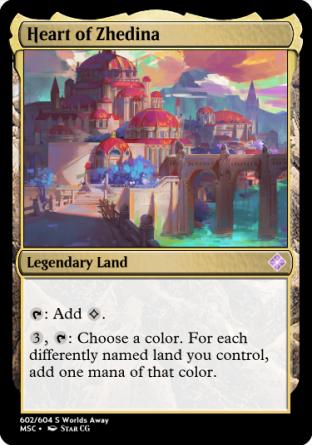 Heart of Zhedina
Legendary Land
: Add .
3, : Choose a color. For each
differently named land you control,
add one mana of that color.
602/604 S Worlds Away
MSC • Star CG